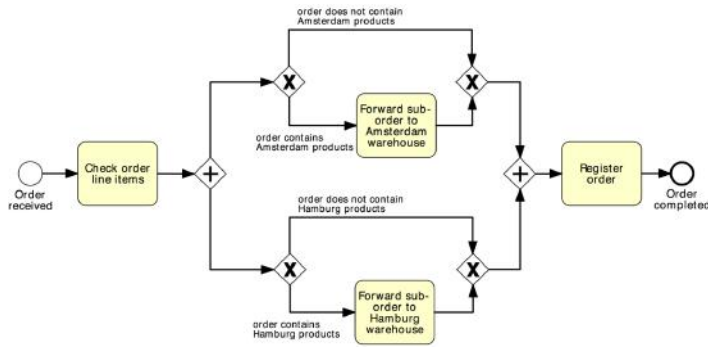 order does not contain
Amsterdam products
Forward sub-
order to
Amsterdam
warehouse
order contains
Amsterdam products
Check order
line items
Order
received
Register
order
Order
completed
order does not contain
Hamburg products
Forward sub-
order to
Hamburg
warehouse
order contains
Hamburg products